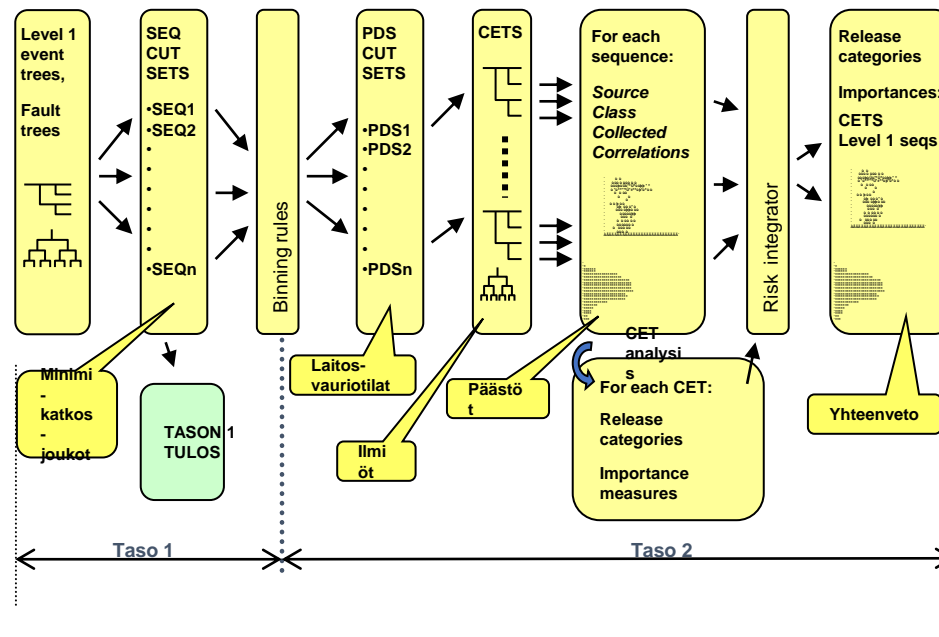 Level 1
event
trees,
Fault
trees
SEQ
CUT
SETS
•SEQ1
•SEQ2
•
•
•
•
•
•
•SEQn
Binning rules
PDS
CUT
SETS
•PDS1
•PDS2
•
•
•
•
•
•
•PDSn
CETS
For each
sequence:
Source
Class
Collected
Correlations
Risk integrator
Release
categories
Importances:
CETS
Level 1 seqs
Minimi
-
katkos
-
joukot
TASON 1
TULOS
Laitos-
vauriotilat
Ilmi
öt
Päästö
t
CET
analysi
s
For each CET:
Release
categories
Importance
measures
Yhteenveto
Taso 1
Taso 2